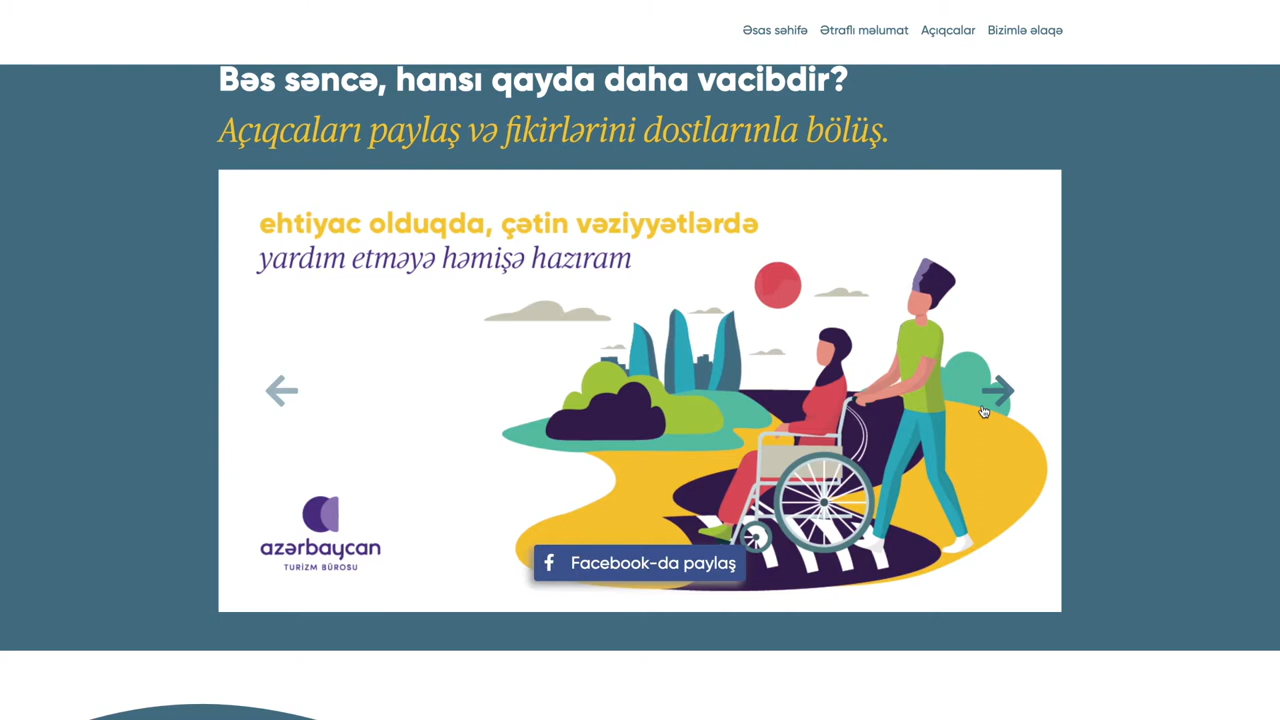 Əsas səhifə Ətraflı məlumat Açıqcalar Bizimlə əlaqə
Bəs səncə, hansı qayda daha vacibdir?
Açıqcaları paylaş və fikirlərini dostlarınla bölüş.
ehtiyac olduqda, çətin vəziyyətlərdə
yardım etməyə həmişə hazıram
azərbaycan
TURİZM BÜROSU
Facebook-da paylaş